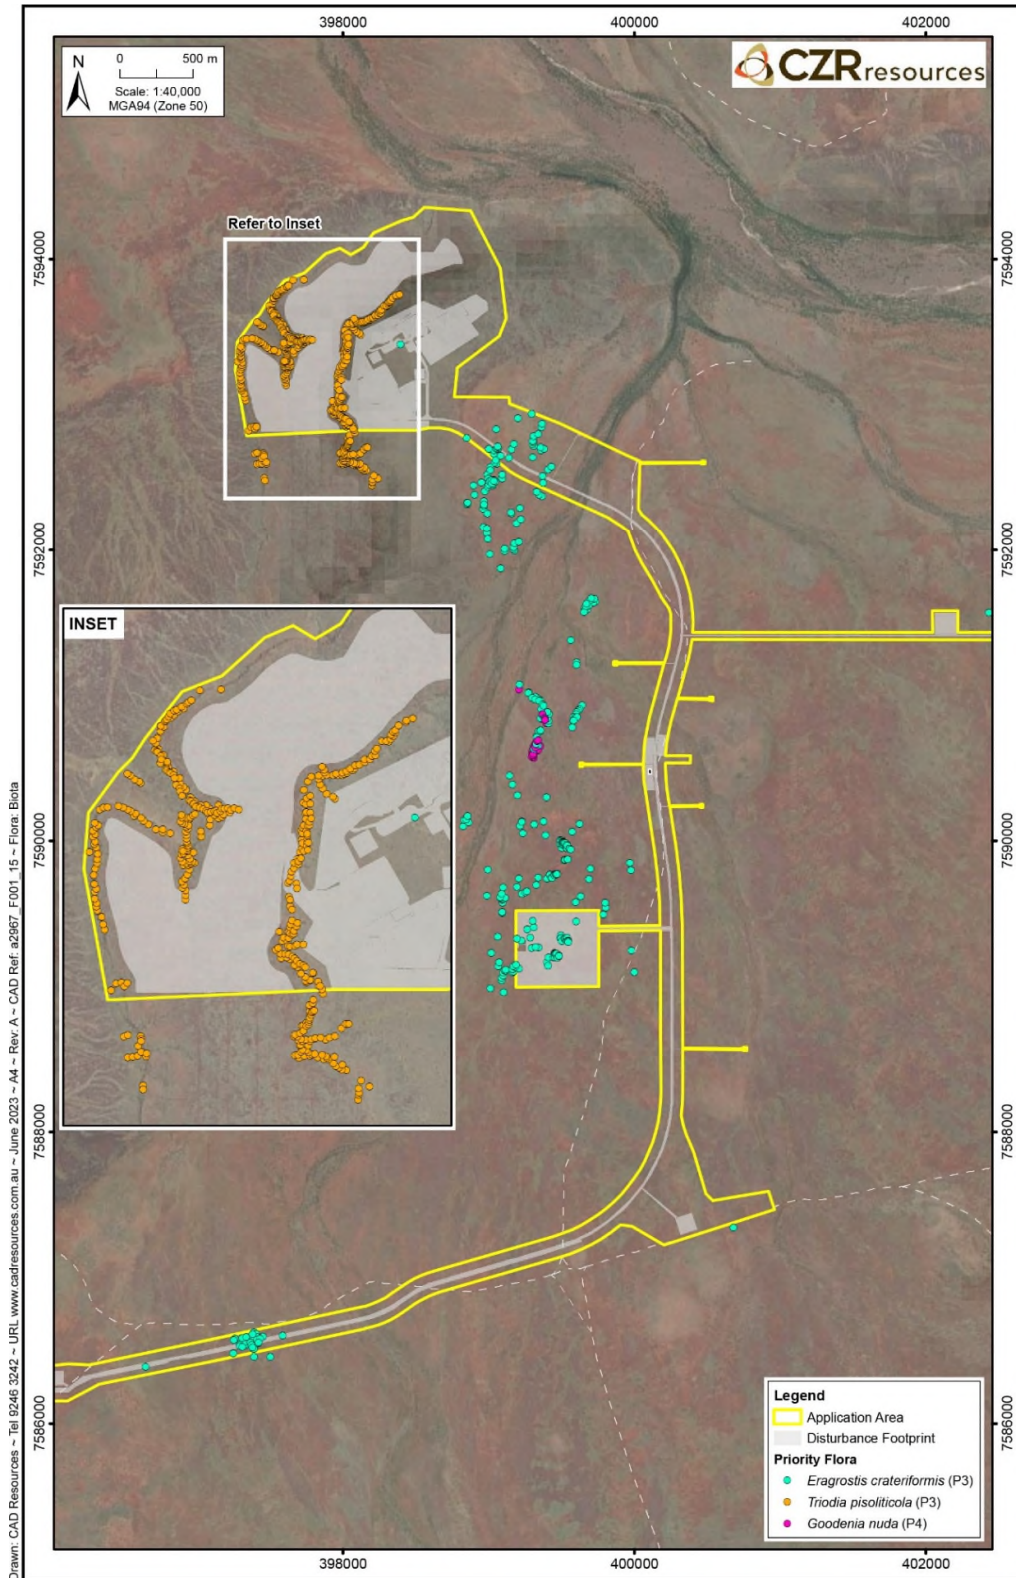 398000
400000
402000
N
0 500 m
Scale: 1:40,000
MGA94 (Zone 50)
CZR resources
Refer to Inset
7594000
7594000
7592000
7592000
INSET
7590000
7590000
7588000
7588000
7586000
7586000
Legend
Application Area
Disturbance Footprint
Priority Flora
Eragrostis crateriformis (P3)
Triodia pisoliticola (P3)
Goodenia nuda (P4)
398000
400000
402000
Drawn: CAD Resources ~ Tel 9246 3242 ~ URL www.cadresources.com.au ~ June 2023 ~ A4 ~ Rev: A ~ CAD Ref: a2967_F001_15 ~ Flora: Biota